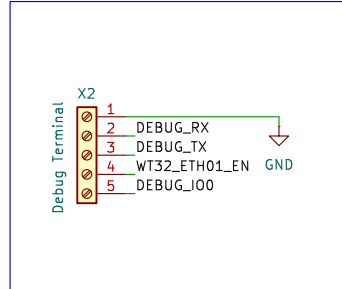 X2
Debug Terminal
1
2 DEBUG_RX
3 DEBUG_TX
4 WT32_ETH01_EN
5 DEBUG_IO0
GND